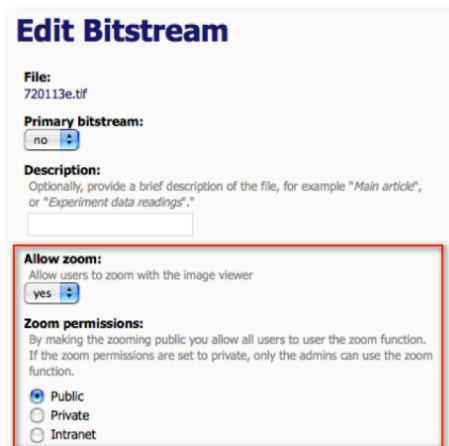 Edit Bitstream
File:
720113e.tif
Primary bitstream:
no
Description:
Optionally, provide a brief description of the file, for example "Main article",
or "Experiment data readings"."
Allow zoom:
Allow users to zoom with the image viewer
yes
Zoom permissions:
By making the zooming public you allow all users to user the zoom function.
If the zoom permissions are set to private, only the admins can use the zoom
function.
Public
Private
Intranet